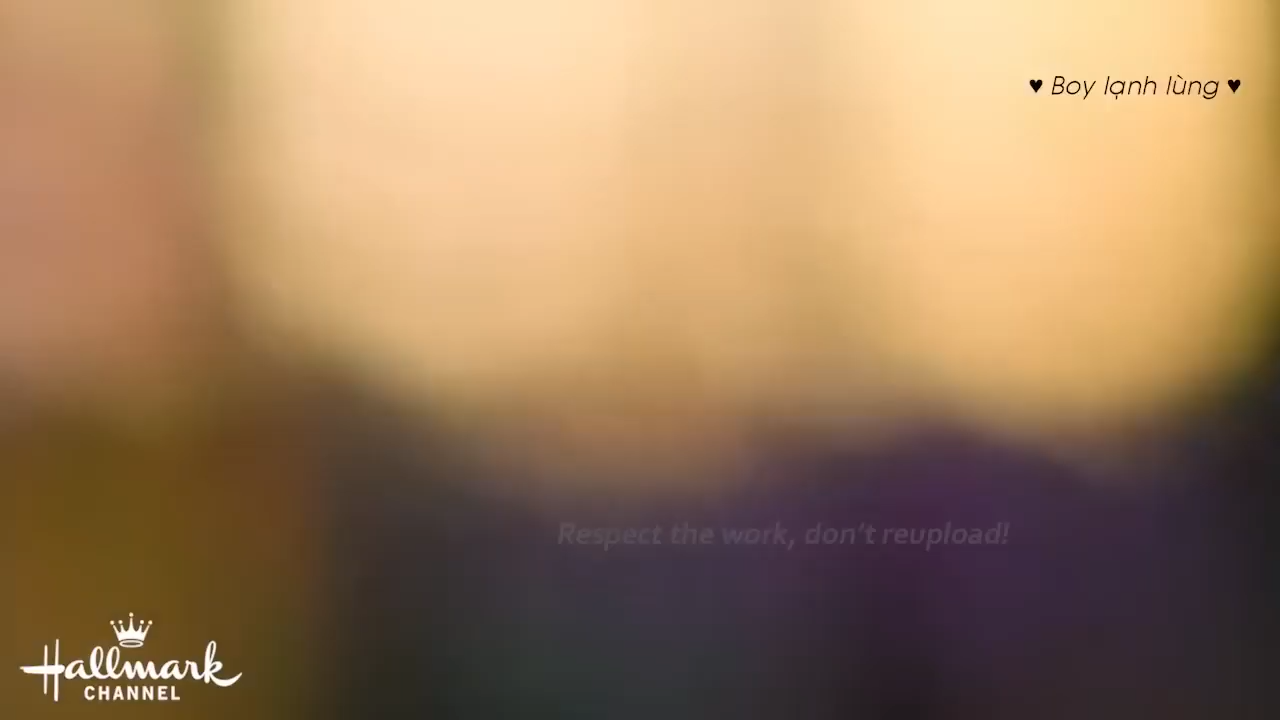 ♥ Boy lạnh lùng ♥
Respect the work, don't reupload!
Hallmark
CHANNEL